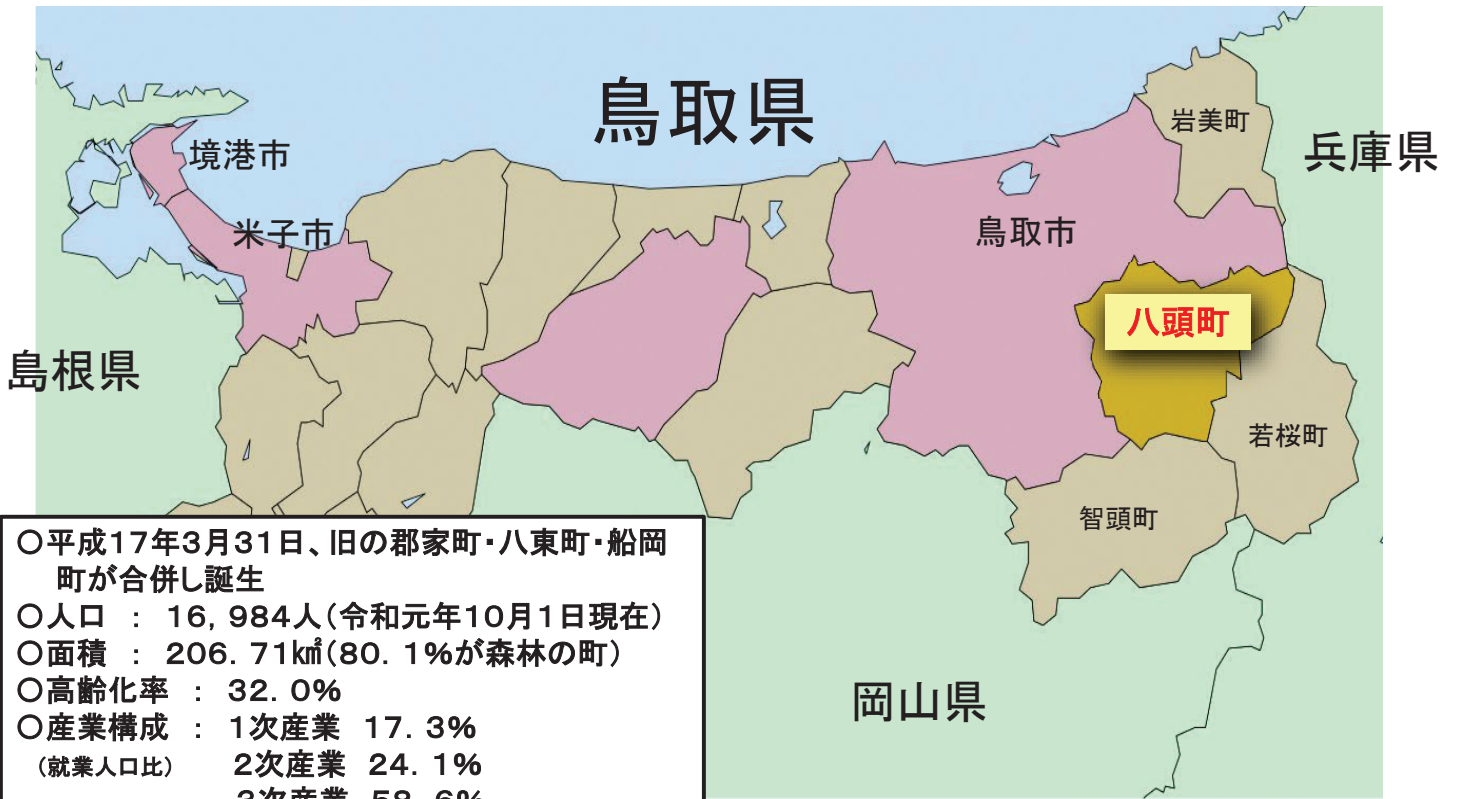 鳥取県
岩美町
兵庫県
境港市
米子市
鳥取市
八頭町
島根県
若桜町
智頭町
岡山県
○平成17年3月31日、旧の郡家町・八東町・船岡
町が合併し誕生
○人口 ： 16,984人(令和元年10月1日現在)
○面積 ： 206.71㎢(80.1%が森林の町)
○高齢化率 ： 32.0%
○産業構成 ： 1次産業 17.3%
(就業人口比) 2次産業 24.1%
3次産業 58.6%